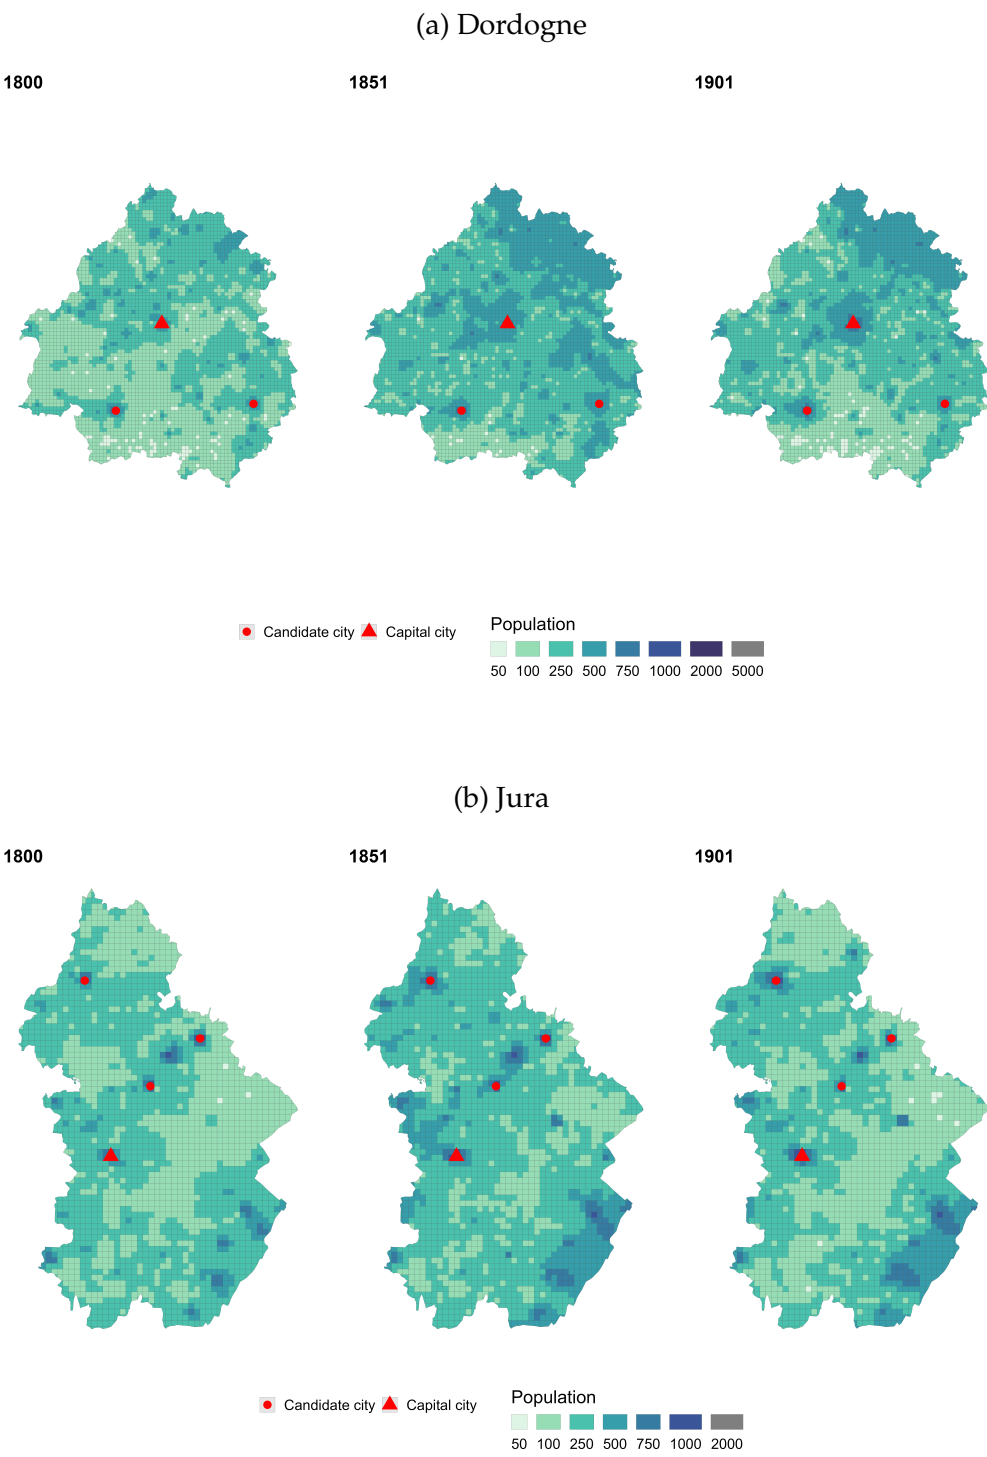 (a) Dordogne
1800 1851 1901
Candidate city Capital city Population
50 100 250 500 750 1000 2000 5000
(b) Jura
1800 1851 1901
Candidate city Capital city Population
50 100 250 500 750 1000 2000